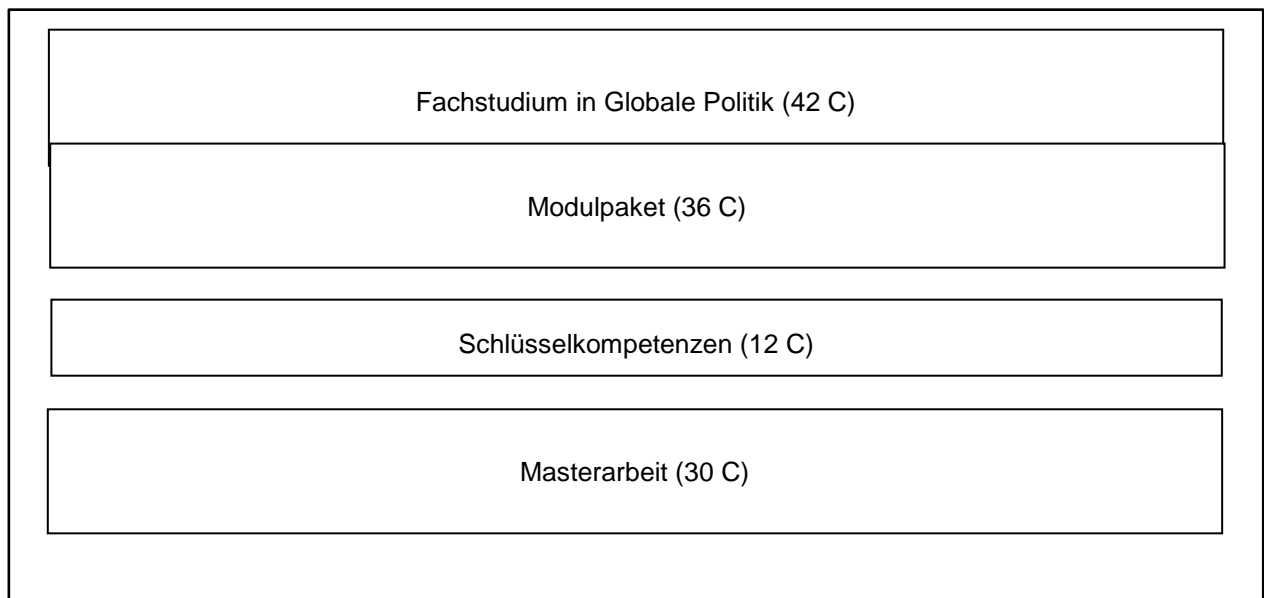 Fachstudium in Globale Politik (42 C)
Modulpaket (36 C)
Schlüsselkompetenzen (12 C)
Masterarbeit (30 C)